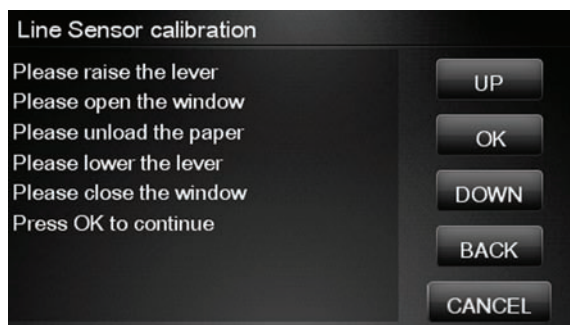 Line Sensor calibration
Please raise the lever
Please open the window
Please unload the paper
Please lower the lever
Please close the window
Press OK to continue
UP
OK
DOWN
BACK
CANCEL